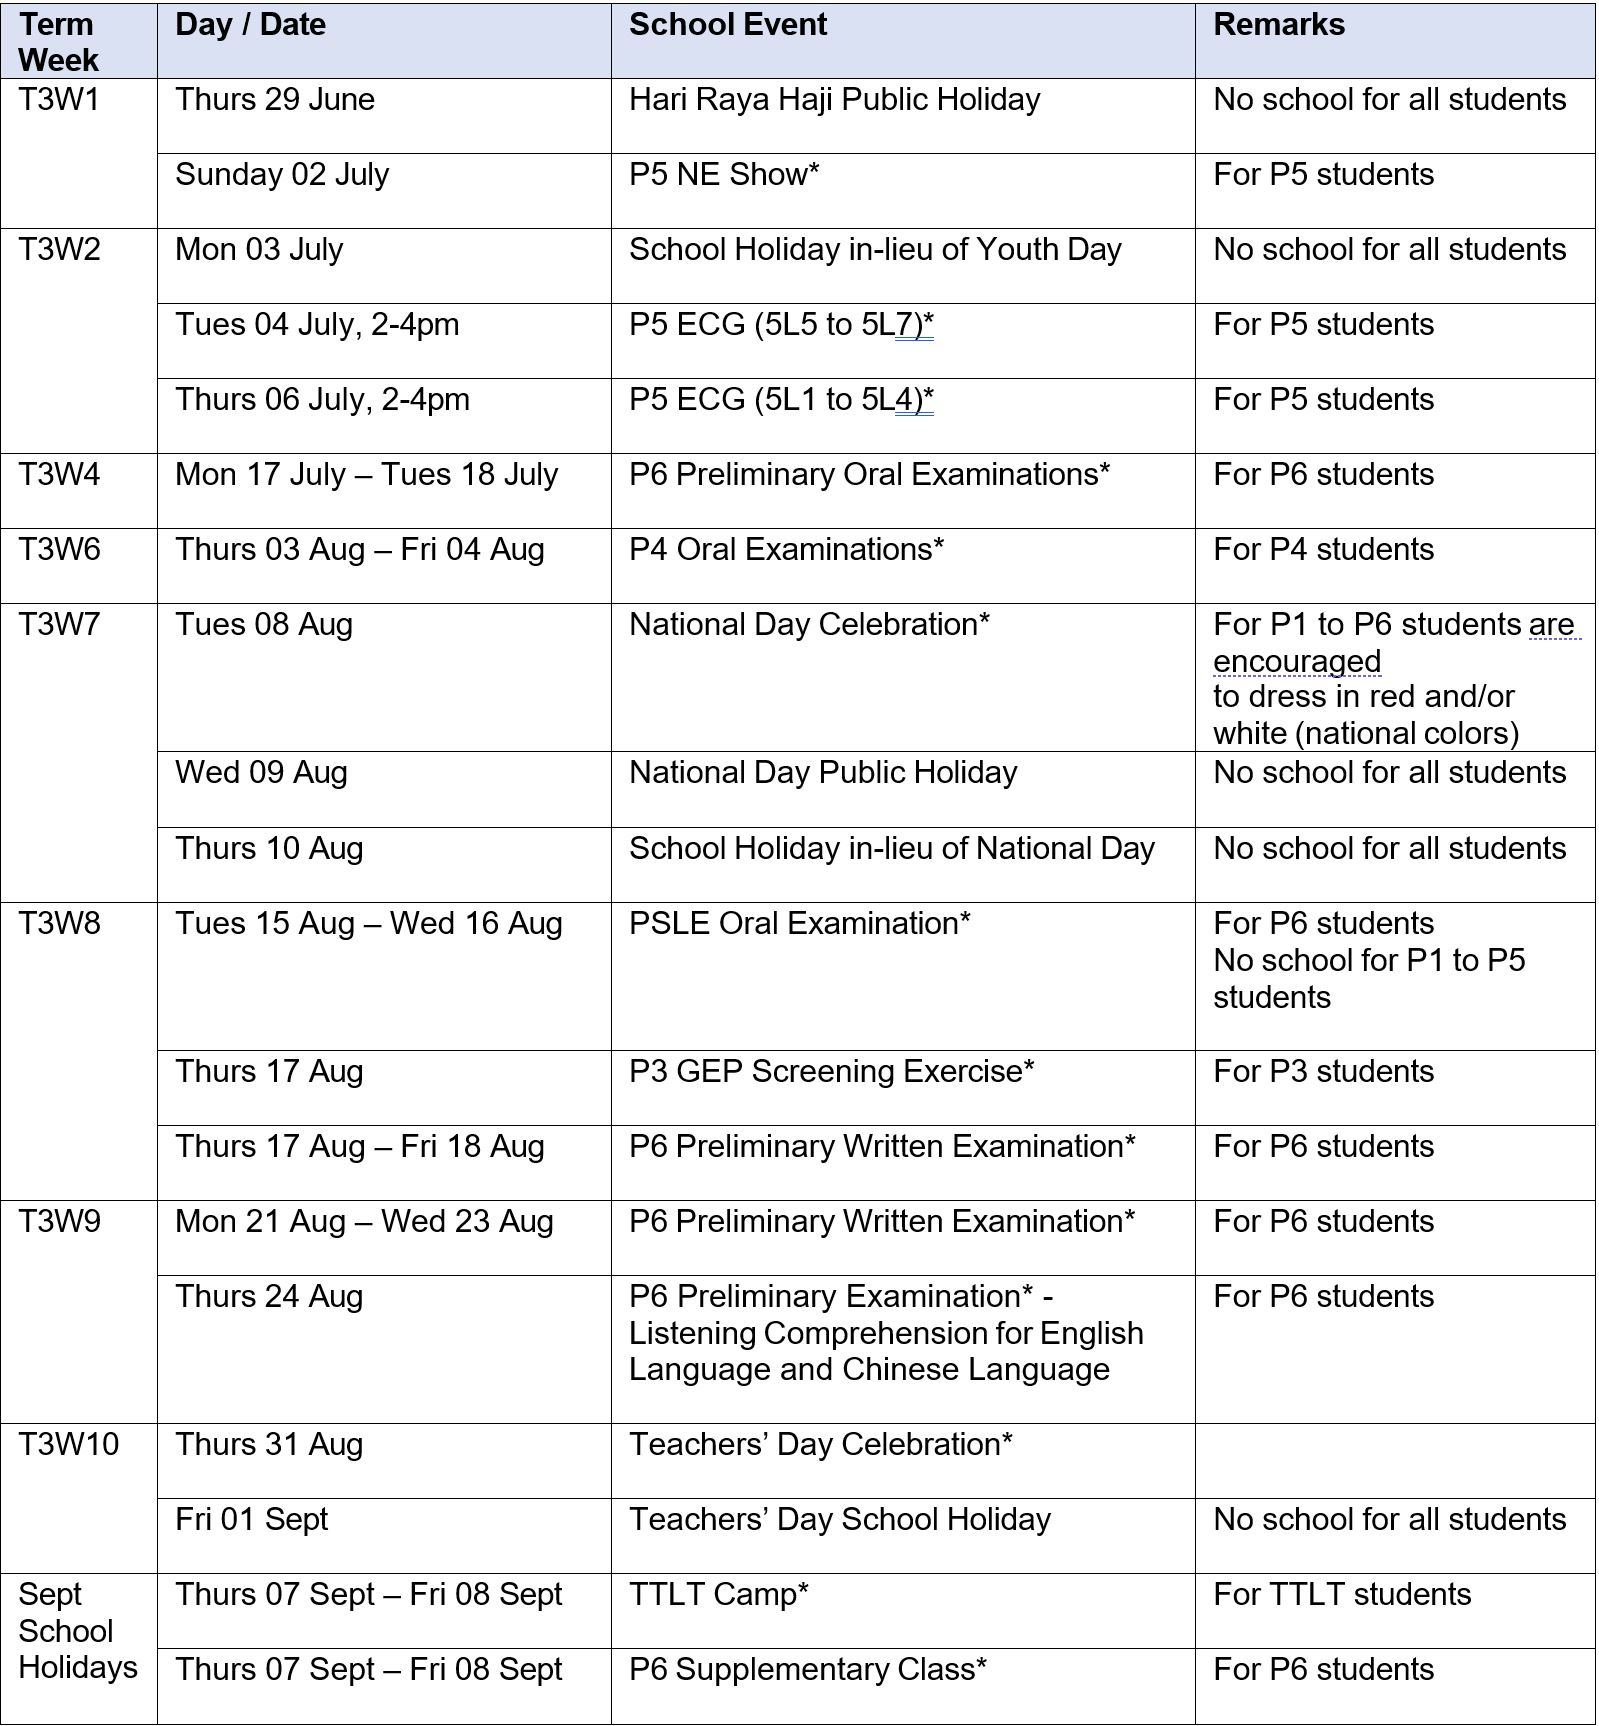 Term Week
Day / Date
School Event
Remarks
T3W1
Thurs 29 June
Hari Raya Haji Public Holiday
No school for all students
Sunday 02 July
P5 NE Show*
For P5 students
T3W2
Mon 03 July
School Holiday in-lieu of Youth Day
No school for all students
Tues 04 July, 2-4pm
P5 ECG (5L5 to 5L7)*
For P5 students
Thurs 06 July, 2-4pm
P5 ECG (5L1 to 5L4)*
For P5 students
T3W4
Mon 17 July – Tues 18 July
P6 Preliminary Oral Examinations*
For P6 students
T3W6
Thurs 03 Aug – Fri 04 Aug
P4 Oral Examinations*
For P4 students
T3W7
Tues 08 Aug
National Day Celebration*
For P1 to P6 students are
encouraged
to dress in red and/or
white (national colors)
Wed 09 Aug
National Day Public Holiday
No school for all students
Thurs 10 Aug
School Holiday in-lieu of National Day
No school for all students
T3W8
Tues 15 Aug – Wed 16 Aug
PSLE Oral Examination*
For P6 students
No school for P1 to P5
students
Thurs 17 Aug
P3 GEP Screening Exercise*
For P3 students
Thurs 17 Aug – Fri 18 Aug
P6 Preliminary Written Examination*
For P6 students
T3W9
Mon 21 Aug – Wed 23 Aug
P6 Preliminary Written Examination*
For P6 students
Thurs 24 Aug
P6 Preliminary Examination* -
Listening Comprehension for English
Language and Chinese Language
For P6 students
T3W10
Thurs 31 Aug
Teachers’ Day Celebration*
Fri 01 Sept
Teachers’ Day School Holiday
No school for all students
Sept
School
Holidays
Thurs 07 Sept – Fri 08 Sept
TTLT Camp*
For TTLT students
Thurs 07 Sept – Fri 08 Sept
P6 Supplementary Class*
For P6 students